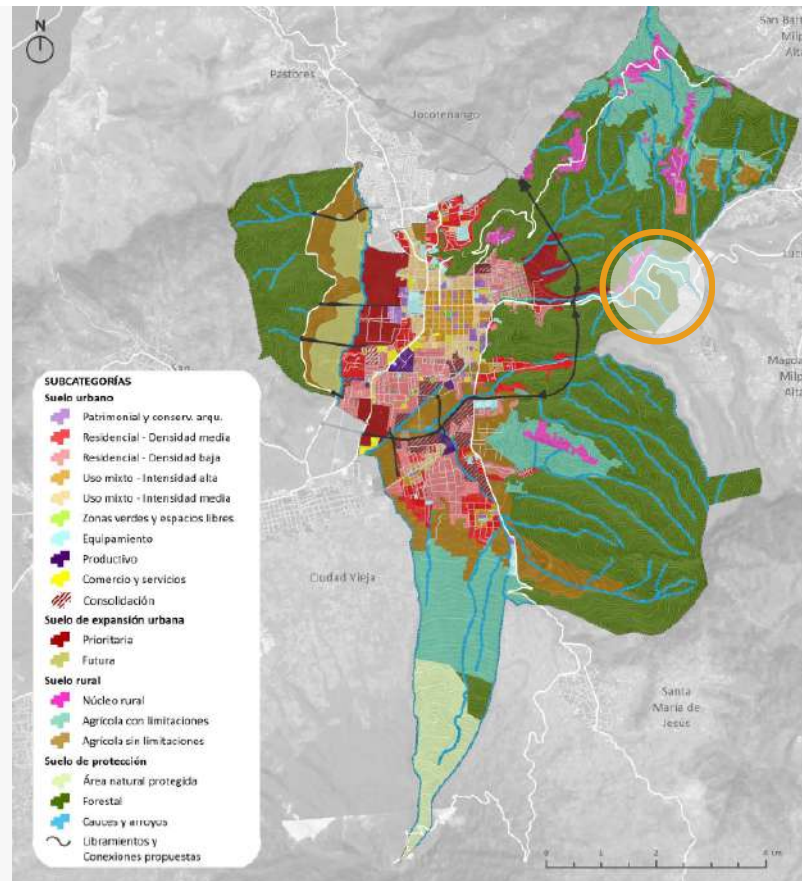 N
San Bart
Milp
Alta
Pastores
Jocotenango
Luc
Magda
Milp
Alta
San
SUBCATEGORÍAS
Suelo urbano
Patrimonial y conserv. arqu.
Residencial - Densidad media
Residencial - Densidad baja
Uso mixto - Intensidad alta
Uso mixto - Intensidad media
Zonas verdes y espacios libres
Equipamiento
Productivo
Comercio y servicios
Consolidación
Suelo de expansión urbana
Prioritaria
Futura
Suelo rural
Núcleo rural
Agrícola con limitaciones
Agrícola sin limitaciones
Suelo de protección
Área natural protegida
Forestal
Cauces y arroyos
Libramientos y
Conexiones propuestas
Ciudad Vieja
Santa
María de
Jesús
0 1 2 4 km